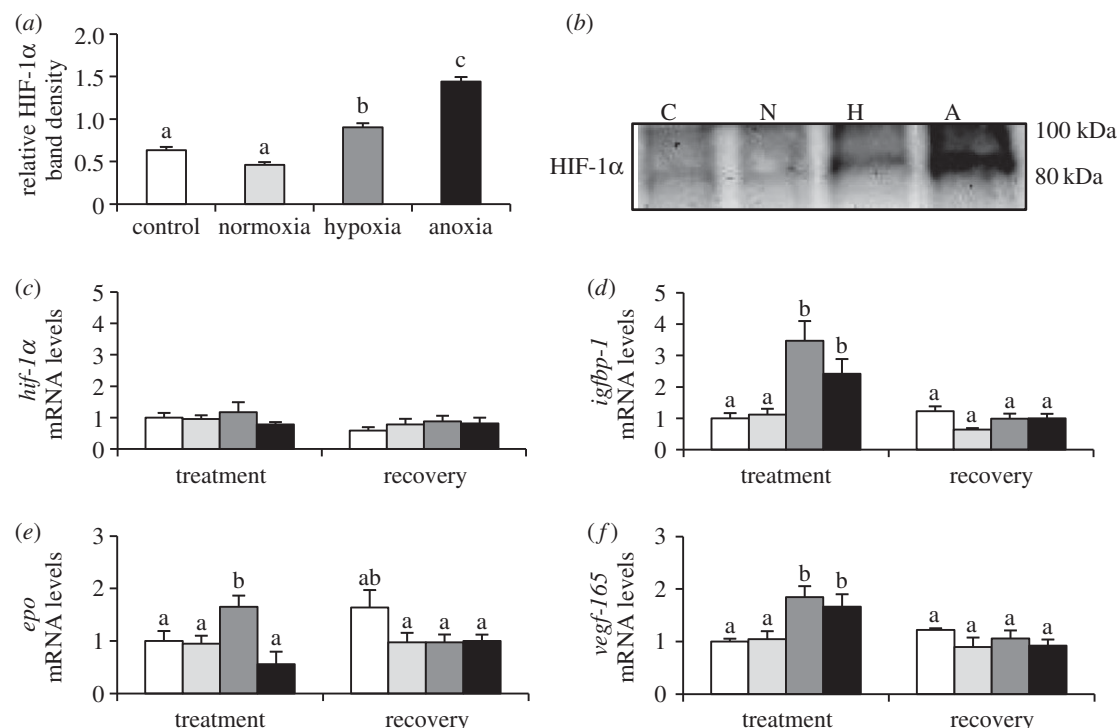 (a)
relative HIF-1α
band density
2.0
1.5
1.0
0.5
0
a
a
b
c
control normoxia hypoxia anoxia
(b)
C N H A
HIF-1α
100 kDa
80 kDa
(c)
hif-1α
mRNA levels
5
4
3
2
1
0
treatment recovery
(d)
igfbp-1
mRNA levels
5
4
3
2
1
0
a a b b a a a a
treatment recovery
(e)
epo
mRNA levels
3
2
1
0
a a b a ab a a a
treatment recovery
(f)
vegf-165
mRNA levels
3
2
1
0
a a b b a a a a
treatment recovery